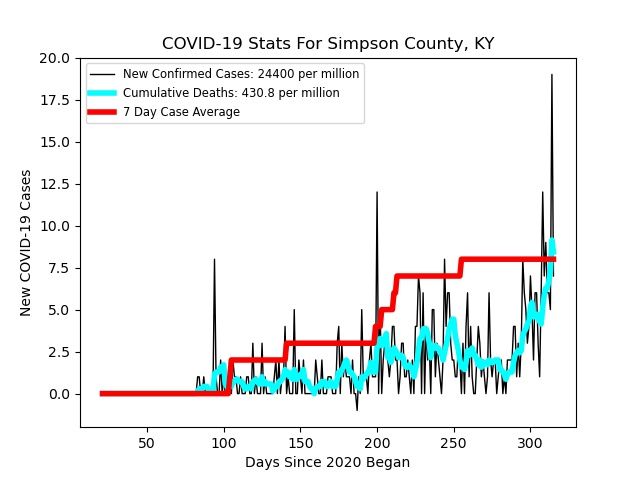 COVID-19 Stats For Simpson County, KY
New Confirmed Cases: 24400 per million
Cumulative Deaths: 430.8 per million
7 Day Case Average
20.0
17.5
15.0
12.5
10.0
7.5
5.0
2.5
0.0
New COVID-19 Cases
50 100 150 200 250 300
Days Since 2020 Began